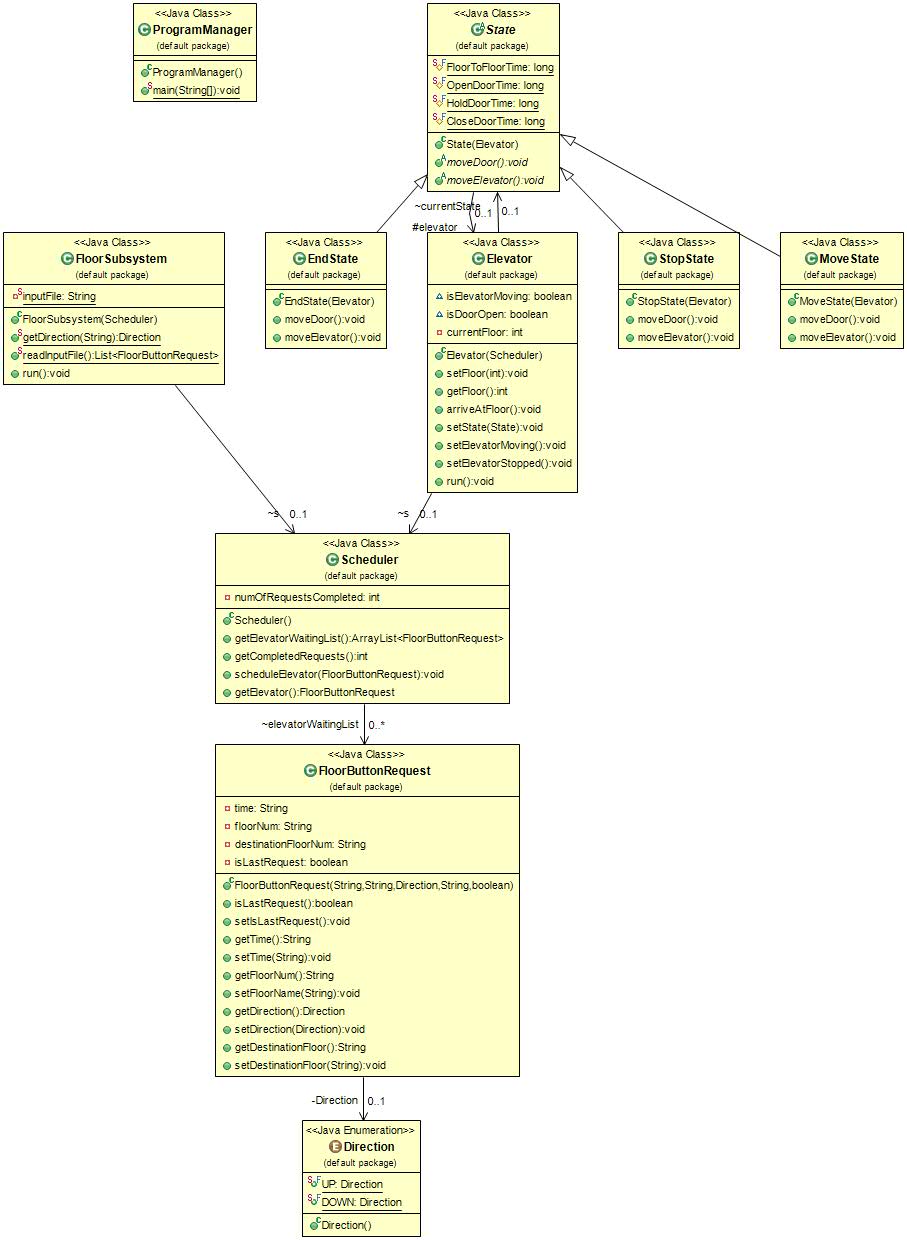 <<Java Class>>
ProgramManager
(default package)
ProgramManager()
main(String[]):void
<<Java Class>>
State
(default package)
FloorToFloorTime: long
OpenDoorTime: long
HoldDoorTime: long
CloseDoorTime: long
State(Elevator)
moveDoor():void
moveElevator():void
~currentState
0..1
0..1
#elevator
<<Java Class>>
FloorSubsystem
(default package)
inputFile: String
FloorSubsystem(Scheduler)
getDirection(String):Direction
readInputFile():List<FloorButtonRequest>
run():void
<<Java Class>>
EndState
(default package)
EndState(Elevator)
moveDoor():void
moveElevator():void
<<Java Class>>
Elevator
(default package)
isElevatorMoving: boolean
isDoorOpen: boolean
currentFloor: int
Elevator(Scheduler)
setFloor(int):void
getFloor():int
arriveAtFloor():void
setState(State):void
setElevatorMoving():void
setElevatorStopped():void
run():void
<<Java Class>>
StopState
(default package)
StopState(Elevator)
moveDoor():void
moveElevator():void
<<Java Class>>
MoveState
(default package)
MoveState(Elevator)
moveDoor():void
moveElevator():void
~s 0..1
~s 0..1
<<Java Class>>
Scheduler
(default package)
numOfRequestsCompleted: int
Scheduler()
getElevatorWaitingList():ArrayList<FloorButtonRequest>
getCompletedRequests():int
scheduleElevator(FloorButtonRequest):void
getElevator():FloorButtonRequest
~elevatorWaitingList 0..*
<<Java Class>>
FloorButtonRequest
(default package)
time: String
floorNum: String
destinationFloorNum: String
isLastRequest: boolean
FloorButtonRequest(String,String,Direction,String,boolean)
isLastRequest():boolean
setIsLastRequest():void
getTime():String
setTime(String):void
getFloorNum():String
setFloorName(String):void
getDirection():Direction
setDirection(Direction):void
getDestinationFloor():String
setDestinationFloor(String):void
-Direction 0..1
<<Java Enumeration>>
Direction
(default package)
UP: Direction
DOWN: Direction
Direction()